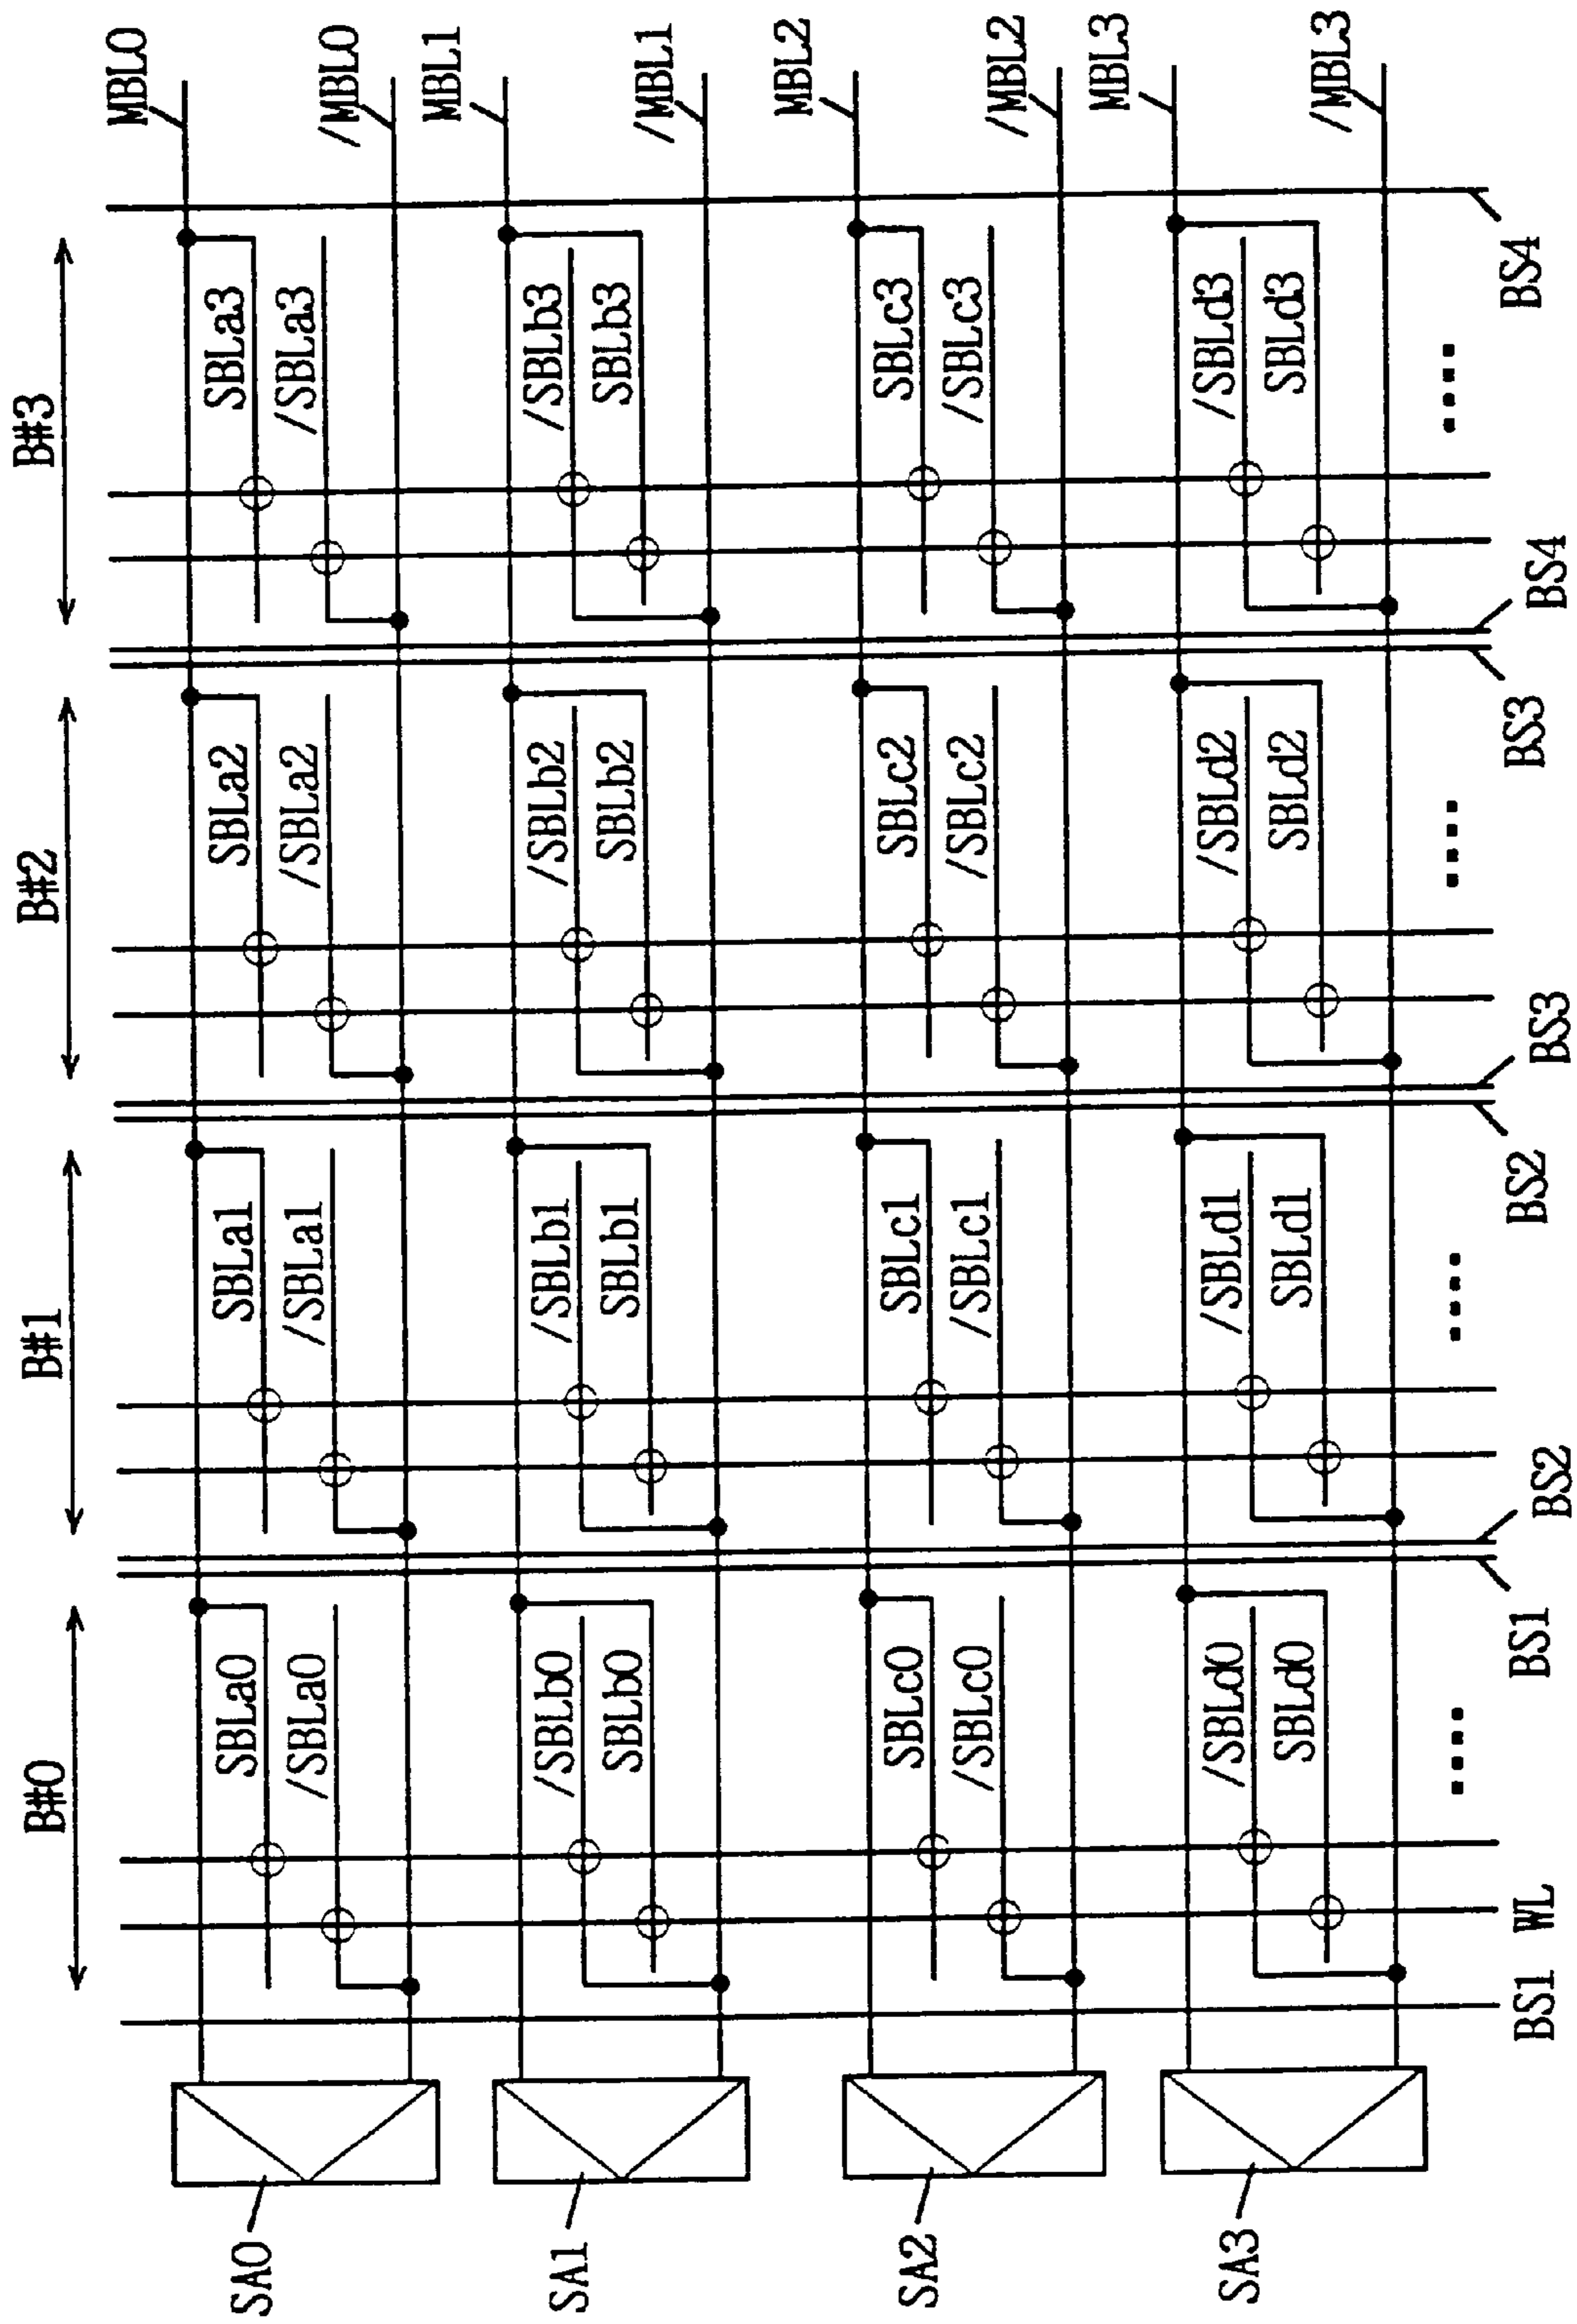 B#0
B#1
B#2
B#3
MBL0
SBLa0
SBLa1
SBLa2
SBLa3
/SBLa0
/SBLa1
/SBLa2
/SBLa3
/MBL0
SA0
MBL1
/SBLb0
/SBLb1
/SBLb2
/SBLb3
SBLb0
SBLb1
SBLb2
SBLb3
/MBL1
SA1
MBL2
SBLc0
SBLc1
SBLc2
SBLc3
/SBLc0
/SBLc1
/SBLc2
/SBLc3
/MBL2
SA2
MBL3
/SBLd0
/SBLd1
/SBLd2
/SBLd3
SBLd0
SBLd1
SBLd2
SBLd3
/MBL3
SA3
BS1
WL
BS1
BS2
BS2
BS3
BS3
BS4
BS4